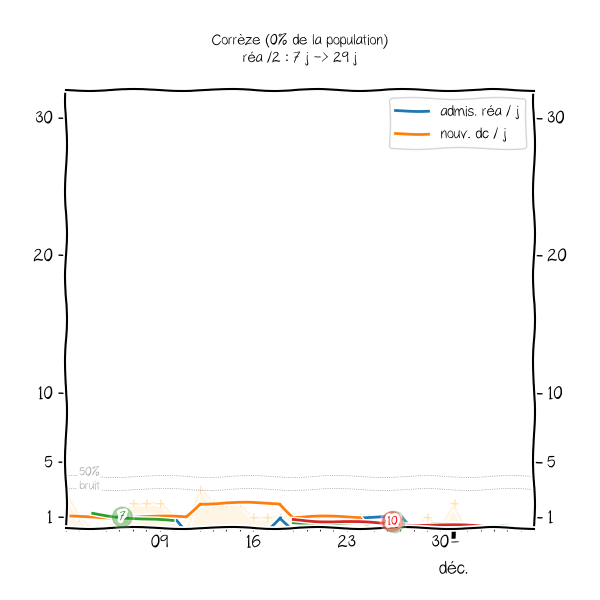 Corrèze (0% de la population)
réa /2 : 7 j -> 29 j
admis. réa / j
nouv. dc / j
30
30
20
20
10
10
5
5
50%
bruit
1
1
7
10
09
16
23
30
déc.